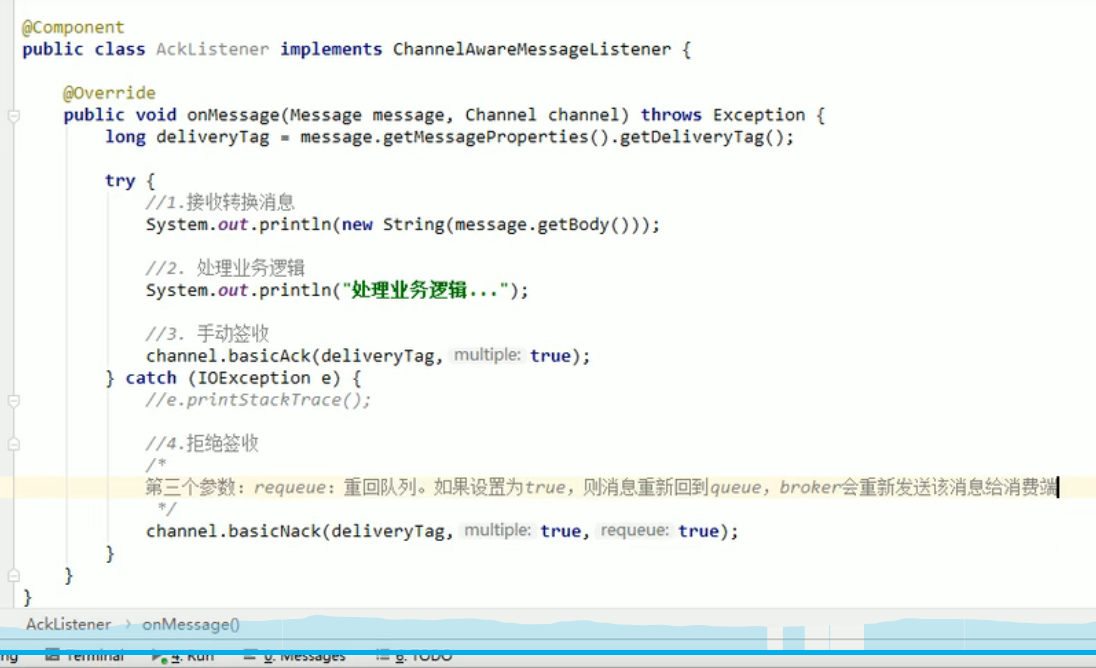 @Component
public class AckListener implements ChannelAwareMessageListener {
@Override
public void onMessage(Message message, Channel channel) throws Exception {
long deliveryTag = message.getMessageProperties().getDeliveryTag();
try {
//1.接收转换消息
System.out.println(new String(message.getBody()));
//2. 处理业务逻辑
System.out.println("处理业务逻辑...");
//3. 手动签收
channel.basicAck(deliveryTag, multiple: true);
} catch (IOException e) {
//e.printStackTrace();
//4.拒绝签收
/*
第三个参数：requeue：重回队列。如果设置为true，则消息重新回到queue，broker会重新发送该消息给消费端
*/
channel.basicNack(deliveryTag, multiple: true, requeue: true);
}
}
}
AckListener › onMessage()
ng Terminal 4: Run 0: Messages 6: TODO